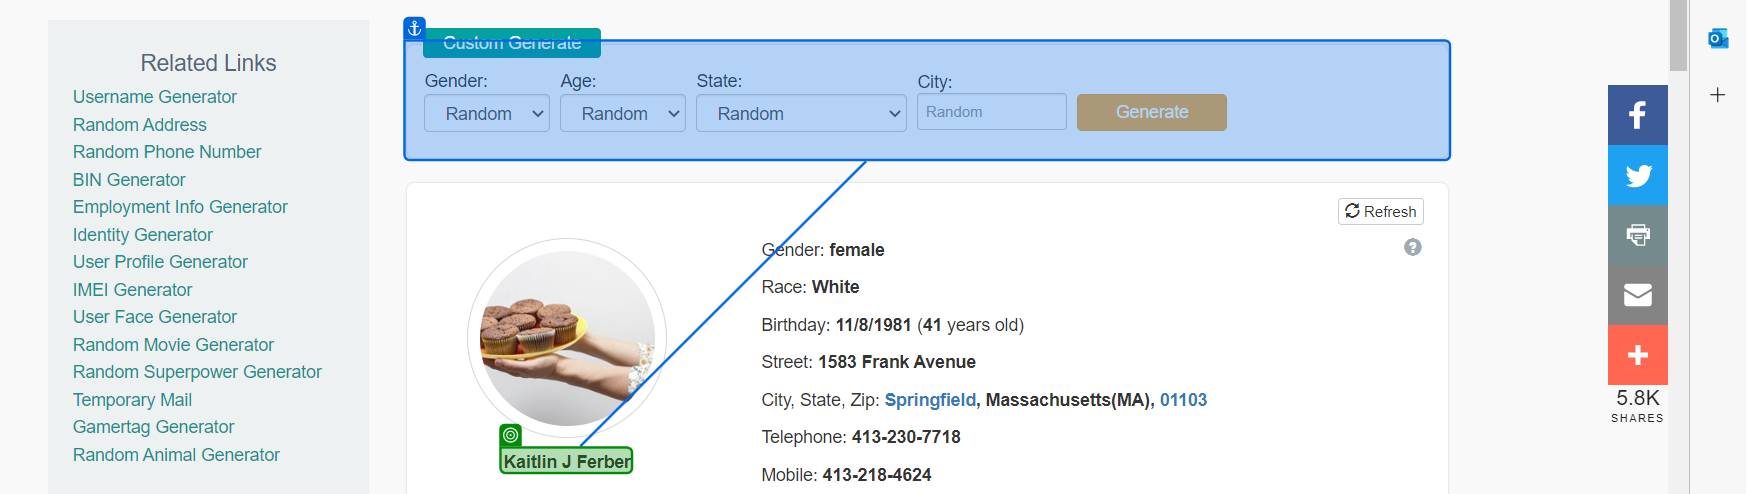 Related Links
Username Generator
Random Address
Random Phone Number
BIN Generator
Employment Info Generator
Identity Generator
User Profile Generator
IMEI Generator
User Face Generator
Random Movie Generator
Random Superpower Generator
Temporary Mail
Gamertag Generator
Random Animal Generator
Custom Generate
Gender: Age: State: City:
Random Random Random Random Generate
Refresh
Gender: female
Race: White
Birthday: 11/8/1981 (41 years old)
Street: 1583 Frank Avenue
City, State, Zip: Springfield, Massachusetts(MA), 01103
Telephone: 413-230-7718
Mobile: 413-218-4624
Kaitlin J Ferber
5.8K
SHARES